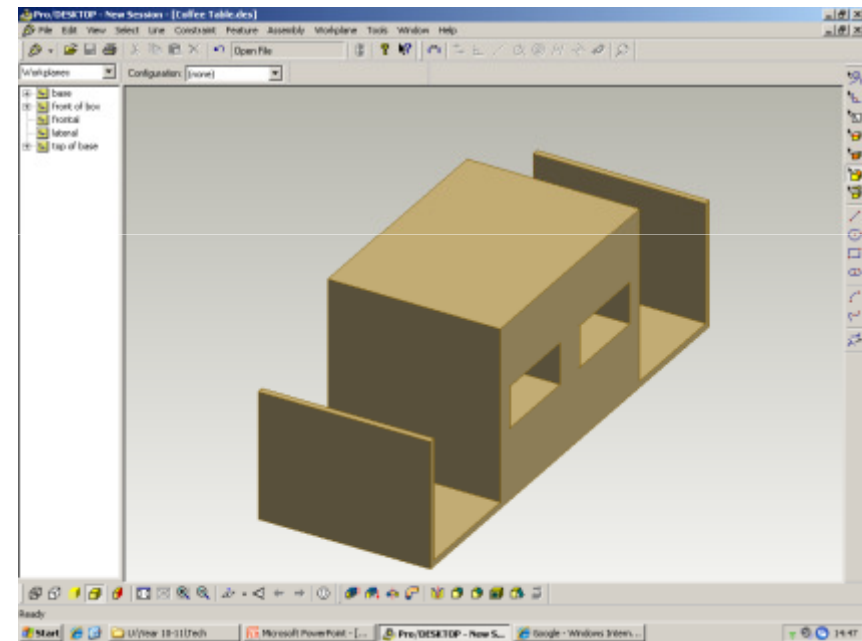 Pro/DESKTOP - New Session - [Coffee Table.des]
File Edit View Select Line Constraint Feature Assembly Workplane Tools Window Help
Open File
Workplanes
Configuration: (none)
base
front of box
frontal
lateral
top of base
Ready
Start
Microsoft PowerPoint - [...
Pro/DESKTOP - New S...
Google - Windows Intern...
14:47